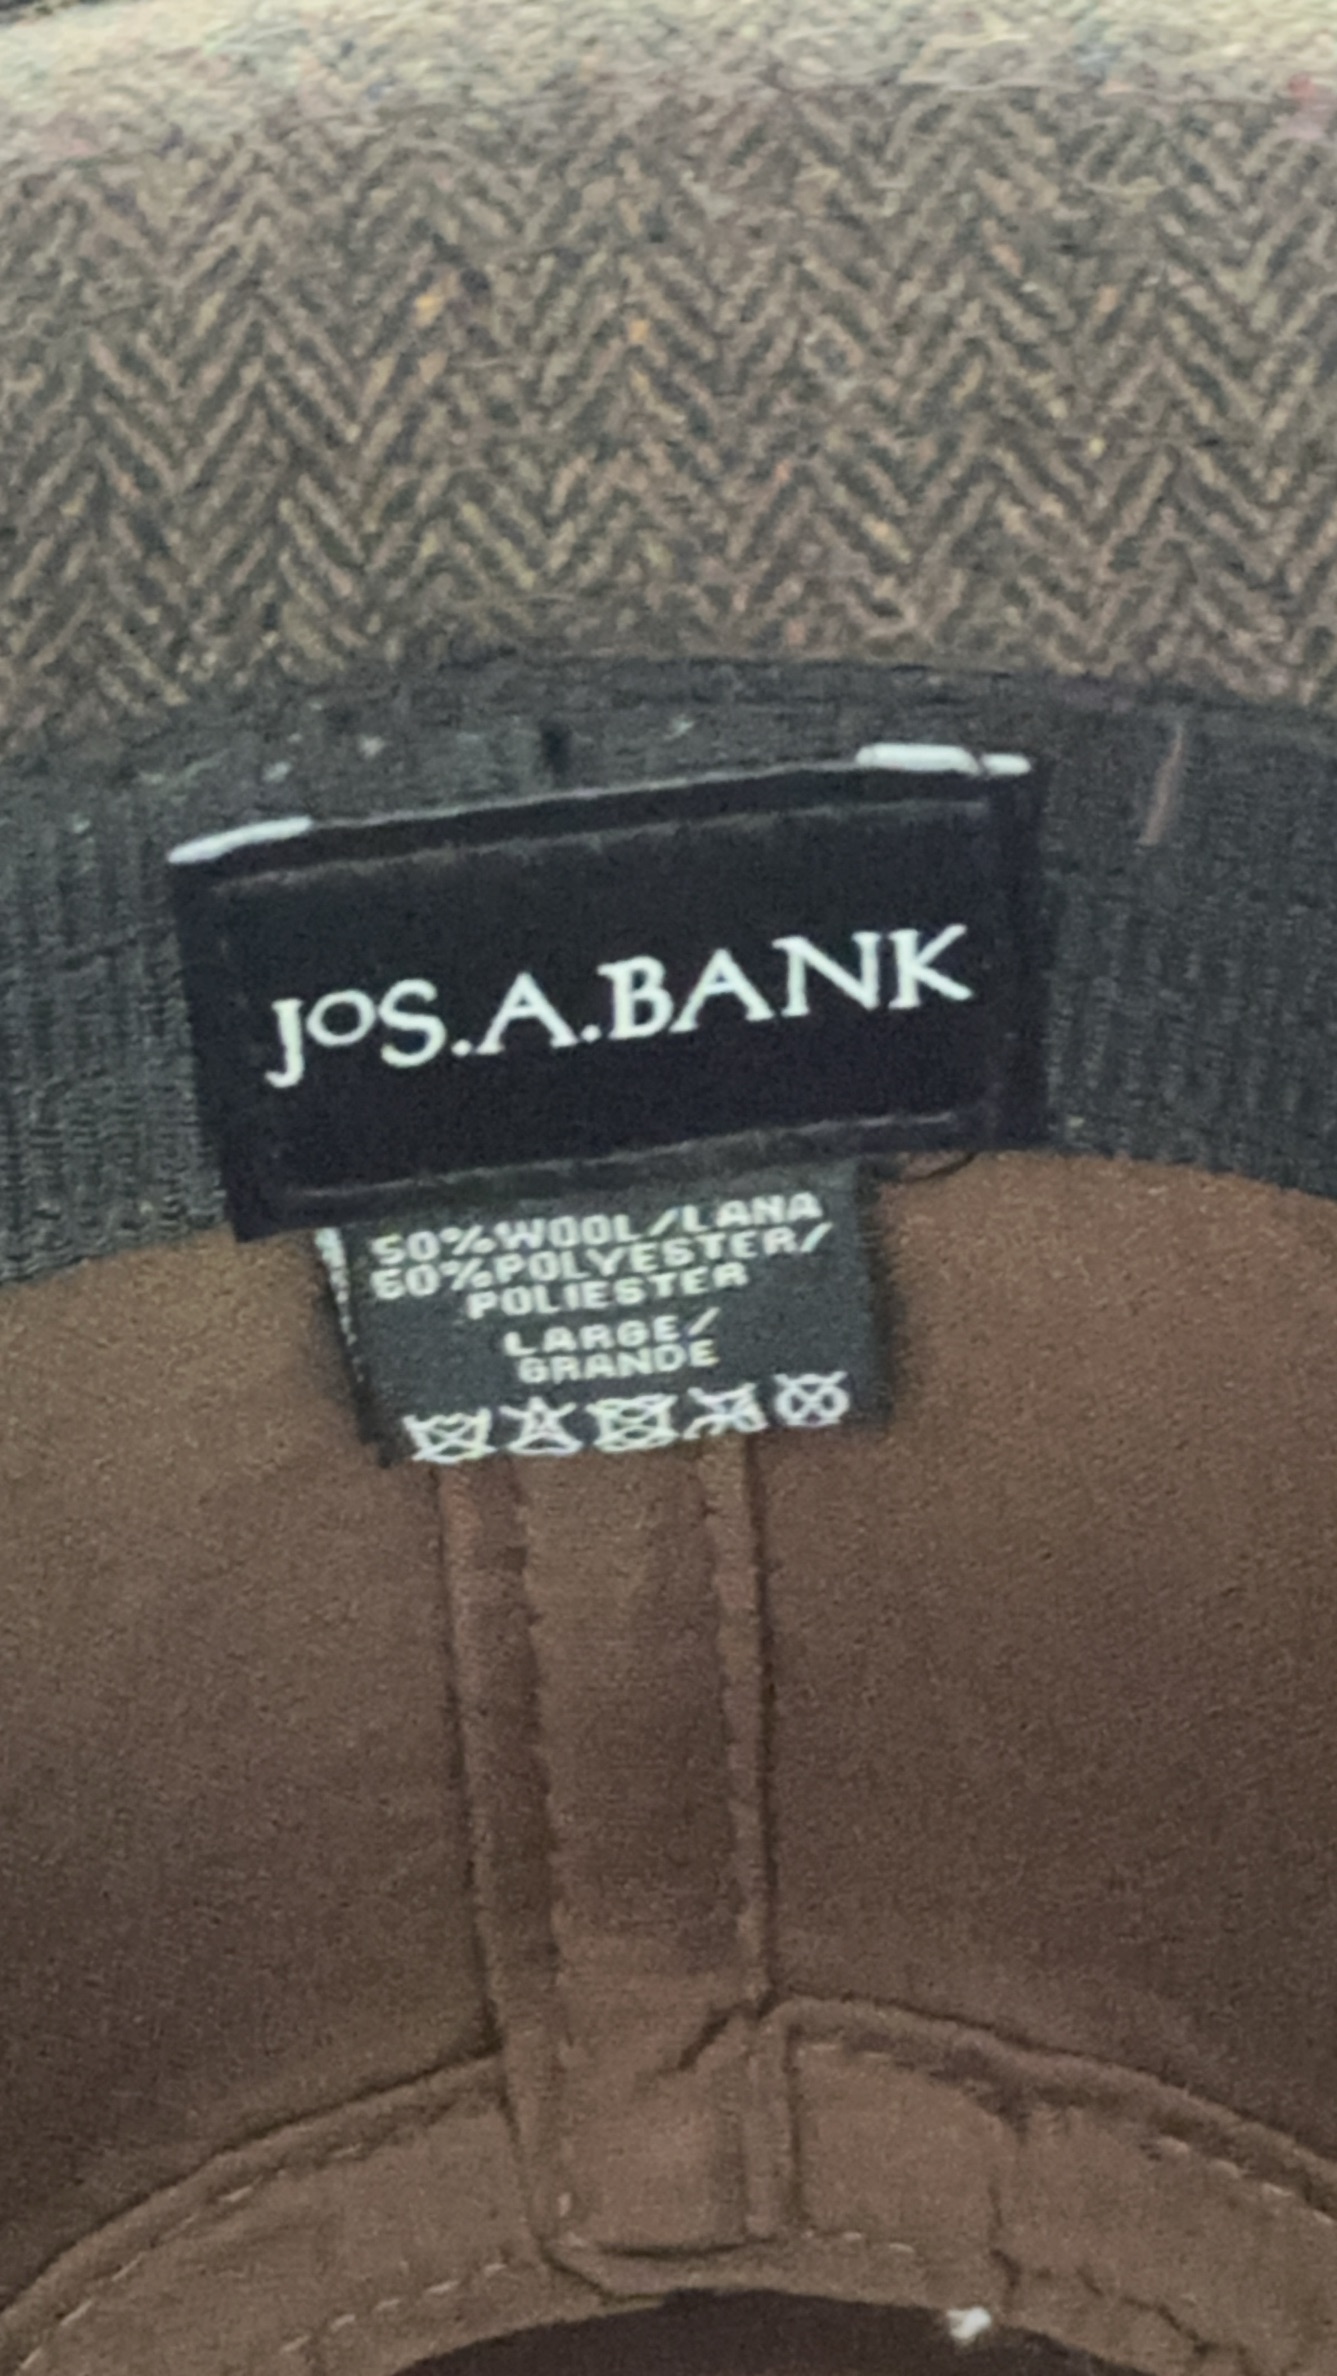 JOS.A.BANK
50%WOOL/LANA
50%POLYESTER/
POLIESTER
LARGE/
GRANDE